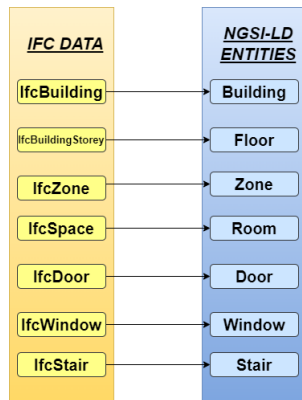 IFC DATA
NGSI-LD
ENTITIES
IfcBuilding
Building
IfcBuildingStorey
Floor
IfcZone
Zone
IfcSpace
Room
IfcDoor
Door
IfcWindow
Window
IfcStair
Stair